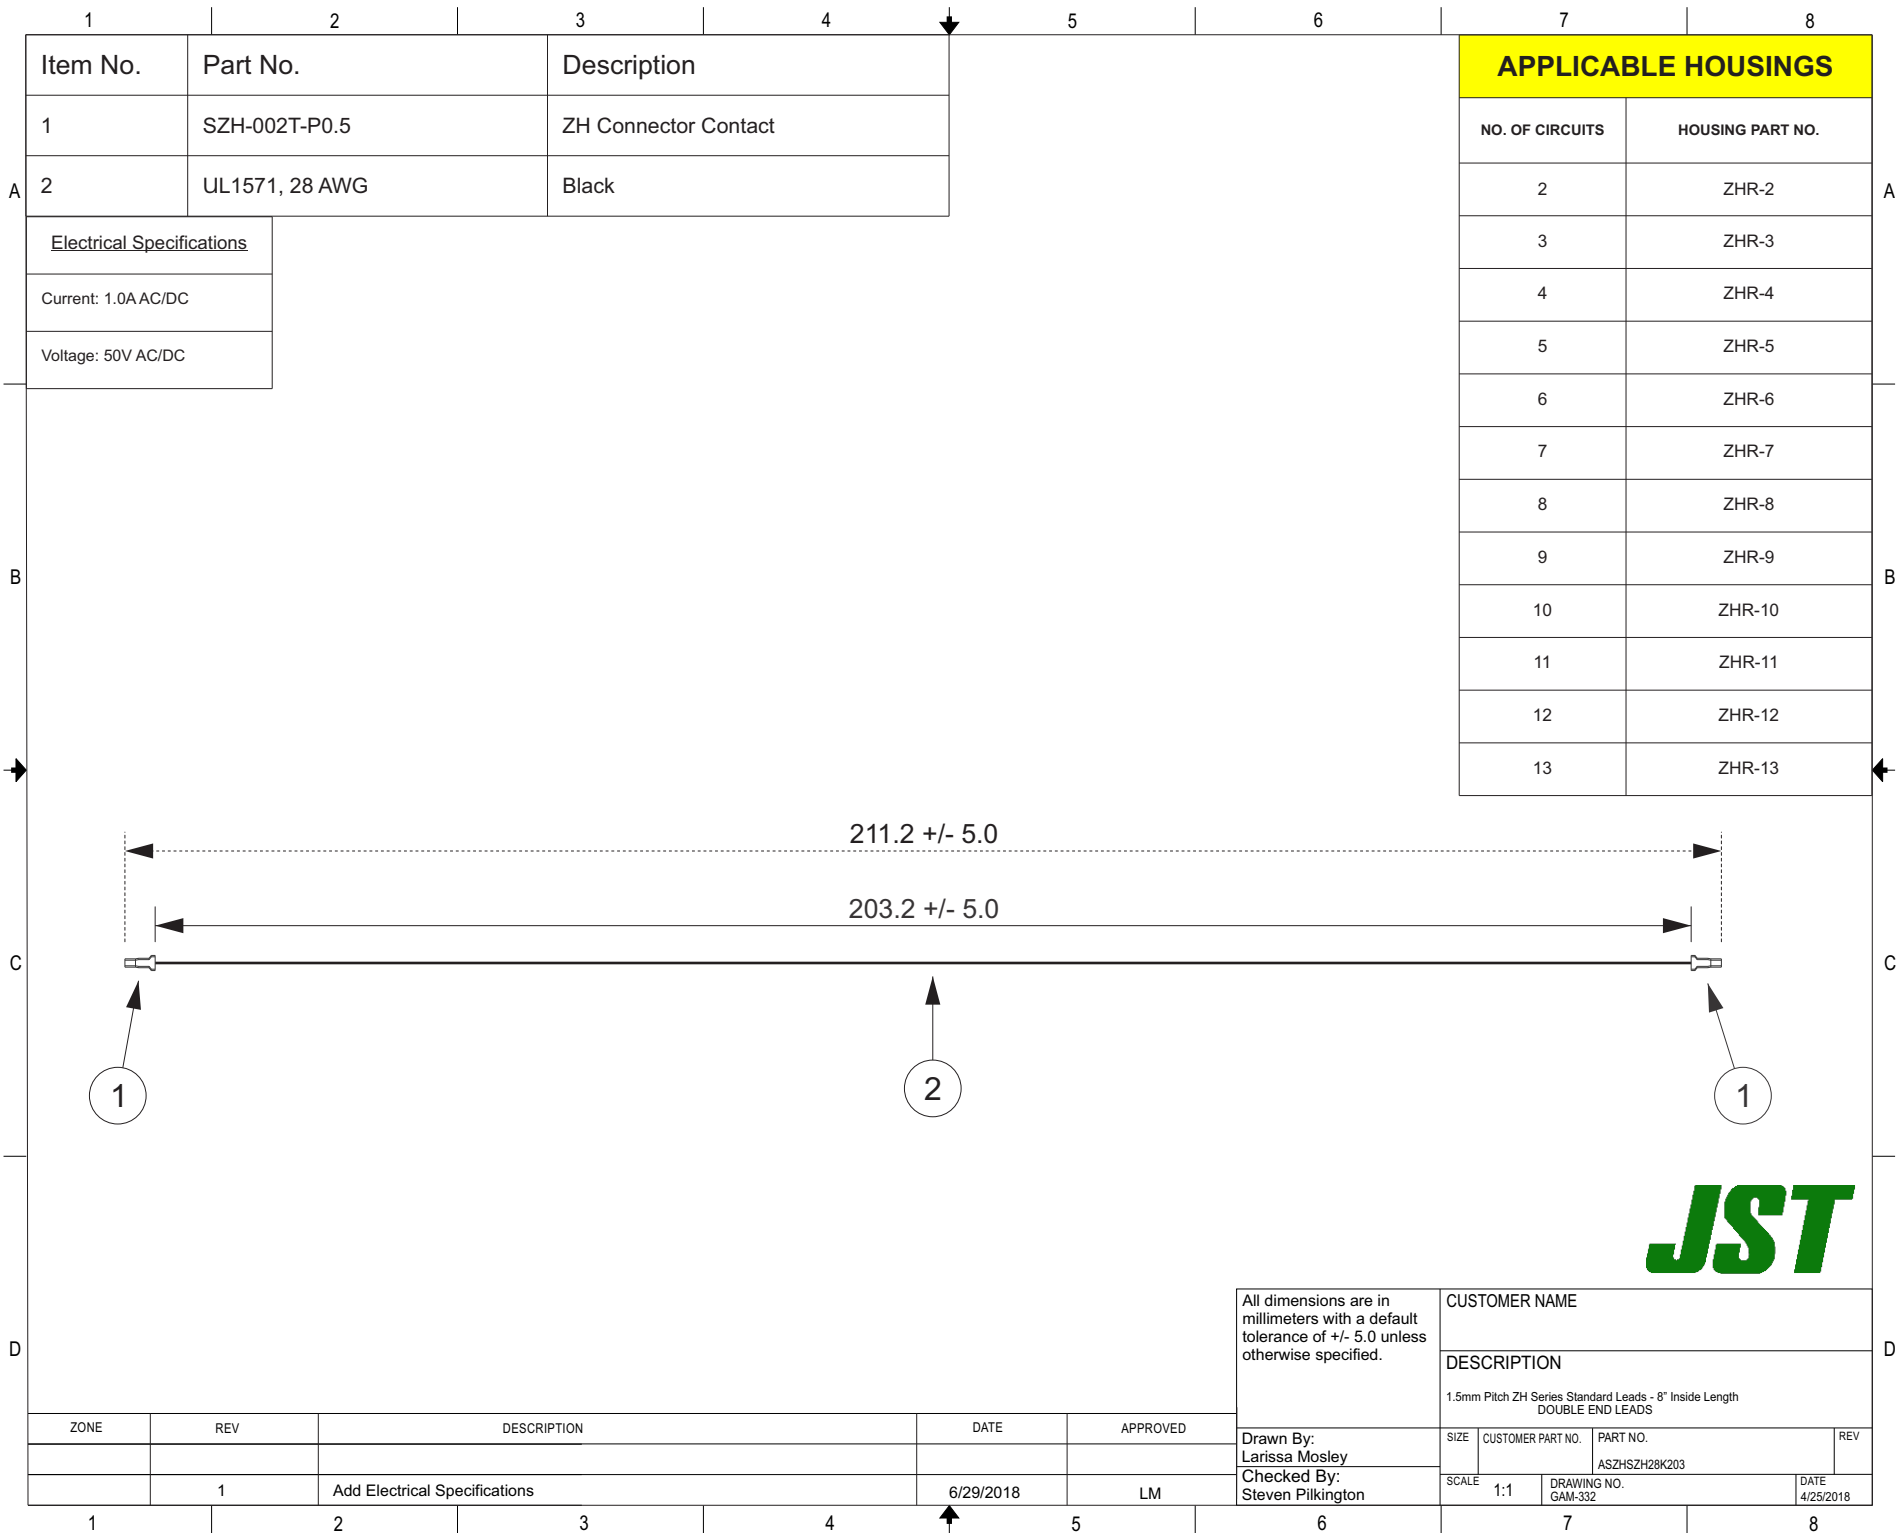 1 2 3 4 5 6 7 8
Item No. Part No. Description
1 SZH-002T-P0.5 ZH Connector Contact
2 UL1571, 28 AWG Black
Electrical Specifications
Current: 1.0A AC/DC
Voltage: 50V AC/DC
APPLICABLE HOUSINGS
NO. OF CIRCUITS HOUSING PART NO.
2 ZHR-2
3 ZHR-3
4 ZHR-4
5 ZHR-5
6 ZHR-6
7 ZHR-7
8 ZHR-8
9 ZHR-9
10 ZHR-10
11 ZHR-11
12 ZHR-12
13 ZHR-13
A A
B B
211.2 +/- 5.0
203.2 +/- 5.0
C C
1 2 1
JST
D D
All dimensions are in
millimeters with a default
tolerance of +/- 5.0 unless
otherwise specified.
CUSTOMER NAME
DESCRIPTION
1.5mm Pitch ZH Series Standard Leads - 8" Inside Length
DOUBLE END LEADS
Drawn By:
Larissa Mosley
Checked By:
Steven Pilkington
SIZE CUSTOMER PART NO. PART NO. REV
ASZHSZH28K203
SCALE 1:1 DRAWING NO. DATE
GAM-332 4/25/2018
ZONE REV DESCRIPTION DATE APPROVED
1 Add Electrical Specifications 6/29/2018 LM
1 2 3 4 5 6 7 8